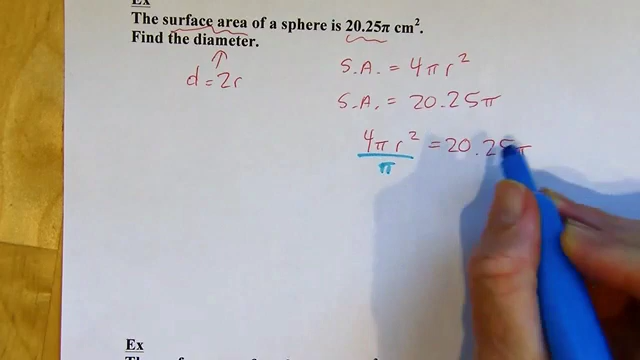 Ex
The surface area of a sphere is 20.25π cm².
Find the diameter.
d = 2r
S.A. = 4πr²
S.A. = 20.25π
4πr² = 20.25π
π
Ex